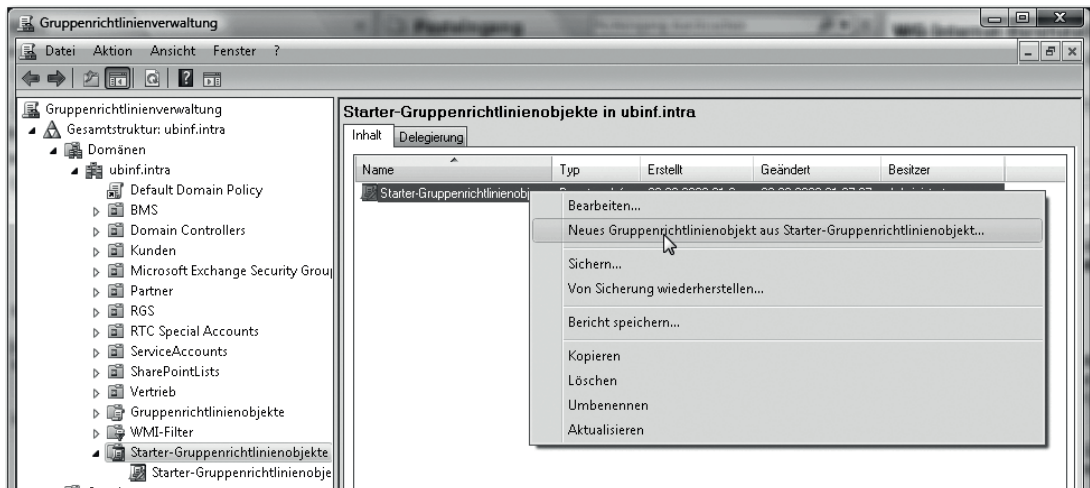 Gruppenrichtlinienverwaltung
Datei Aktion Ansicht Fenster ?
Gruppenrichtlinienverwaltung
Gesamtstruktur: ubinf.intra
Domänen
ubinf.intra
Default Domain Policy
BMS
Domain Controllers
Kunden
Microsoft Exchange Security Grou
Partner
RGS
RTC Special Accounts
ServiceAccounts
SharePointLists
Vertrieb
Gruppenrichtlinienobjekte
WMI-Filter
Starter-Gruppenrichtlinienobjekte
Starter-Gruppenrichtlinienobje
Starter-Gruppenrichtlinienobjekte in ubinf.intra
Inhalt Delegierung
Name Typ Erstellt Geändert Besitzer
Starter-Gruppenrichtlinienobj
Bearbeiten...
Neues Gruppenrichtlinienobjekt aus Starter-Gruppenrichtlinienobjekt...
Sichern...
Von Sicherung wiederherstellen...
Bericht speichern...
Kopieren
Löschen
Umbenennen
Aktualisieren